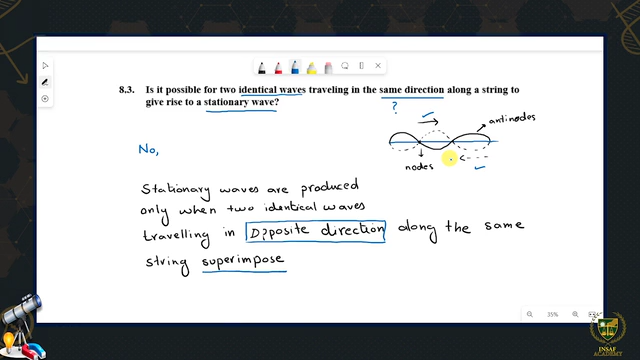 8.3. Is it possible for two identical waves traveling in the same direction along a string to
give rise to a stationary wave?
?
antinodes
nodes
No,
Stationary waves are produced
only when two identical waves
travelling in opposite direction along the same
string superimpose
35%
INSAF
ACADEMY